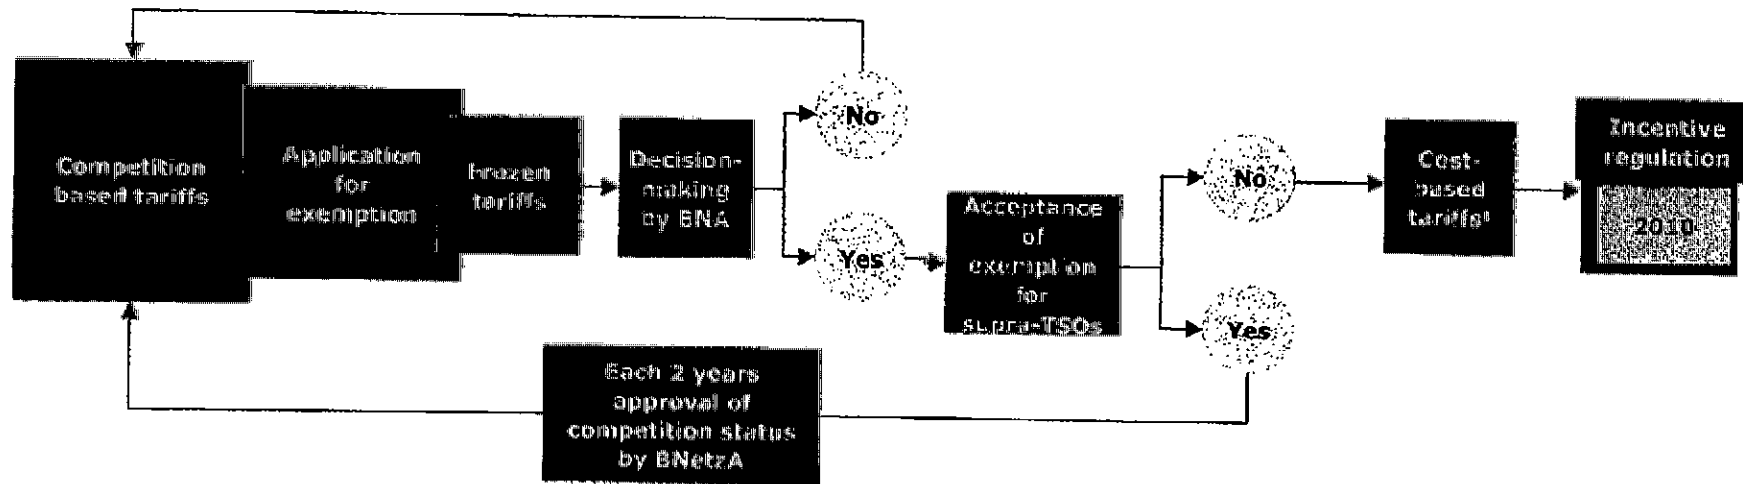 Competition
based tariffs
Application
for
exemption
Frozen
tariffs
Decision-
making
by BNA
No
Yes
Acceptance
of
exemption
for
supra-TSOs
No
Yes
Cost-
based
tariffs
Incentive
regulation
2010
Each 2 years
approval of
competition status
by BNetzA